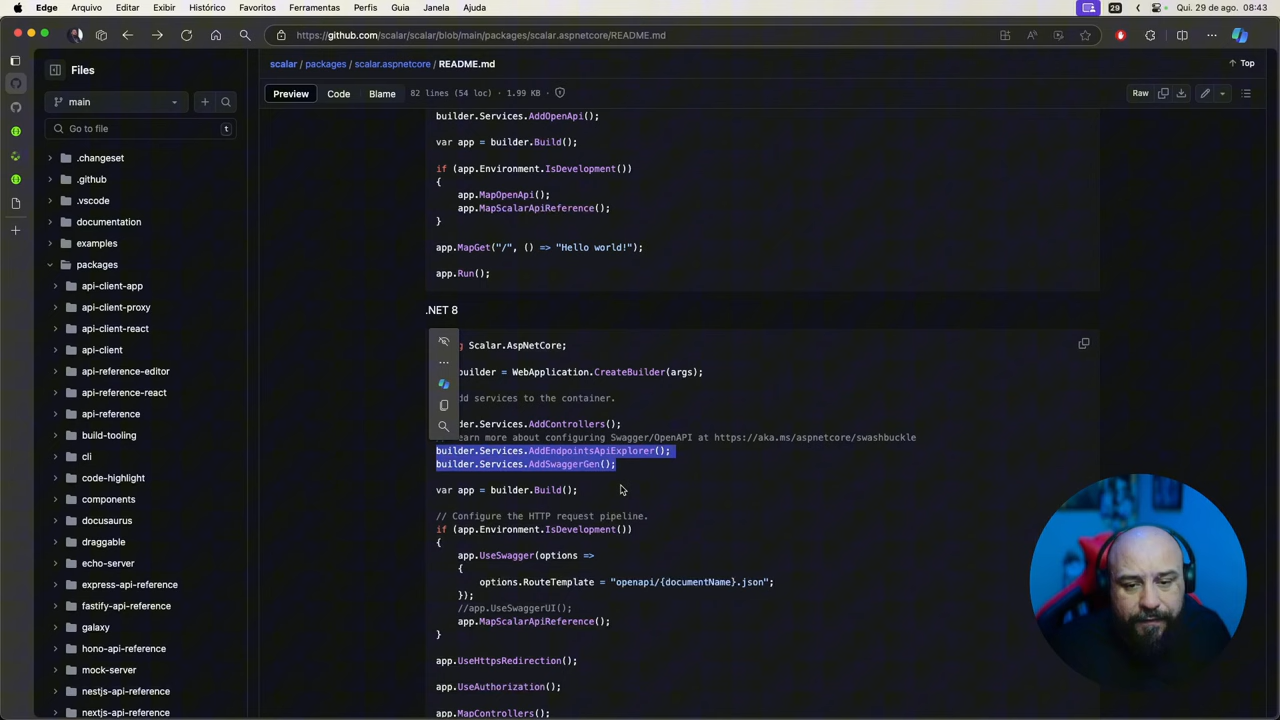 Edge Arquivo Editar Exibir Histórico Favoritos Ferramentas Perfis Guia Janela Ajuda
29
Qui. 29 de ago. 08:43
https://github.com/scalar/scalar/blob/main/packages/scalar.aspnetcore/README.md
Files
scalar / packages / scalar.aspnetcore / README.md
Top
main
Preview Code Blame 82 lines (54 loc) · 1.99 KB
Raw
Go to file t
.changeset
.github
.vscode
documentation
examples
packages
api-client-app
api-client-proxy
api-client-react
api-client
api-reference-editor
api-reference-react
api-reference
build-tooling
cli
code-highlight
components
docusaurus
draggable
echo-server
express-api-reference
fastify-api-reference
galaxy
hono-api-reference
mock-server
nestjs-api-reference
nextjs-api-reference
builder.Services.AddOpenApi();
var app = builder.Build();
if (app.Environment.IsDevelopment())
{
app.MapOpenApi();
app.MapScalarApiReference();
}
app.MapGet("/", () => "Hello world!");
app.Run();
.NET 8
g Scalar.AspNetCore;
builder = WebApplication.CreateBuilder(args);
dd services to the container.
der.Services.AddControllers();
earn more about configuring Swagger/OpenAPI at https://aka.ms/aspnetcore/swashbuckle
builder.Services.AddEndpointsApiExplorer();
builder.Services.AddSwaggerGen();
var app = builder.Build();
// Configure the HTTP request pipeline.
if (app.Environment.IsDevelopment())
{
app.UseSwagger(options =>
{
options.RouteTemplate = "openapi/{documentName}.json";
});
//app.UseSwaggerUI();
app.MapScalarApiReference();
}
app.UseHttpsRedirection();
app.UseAuthorization();
app.MapControllers();